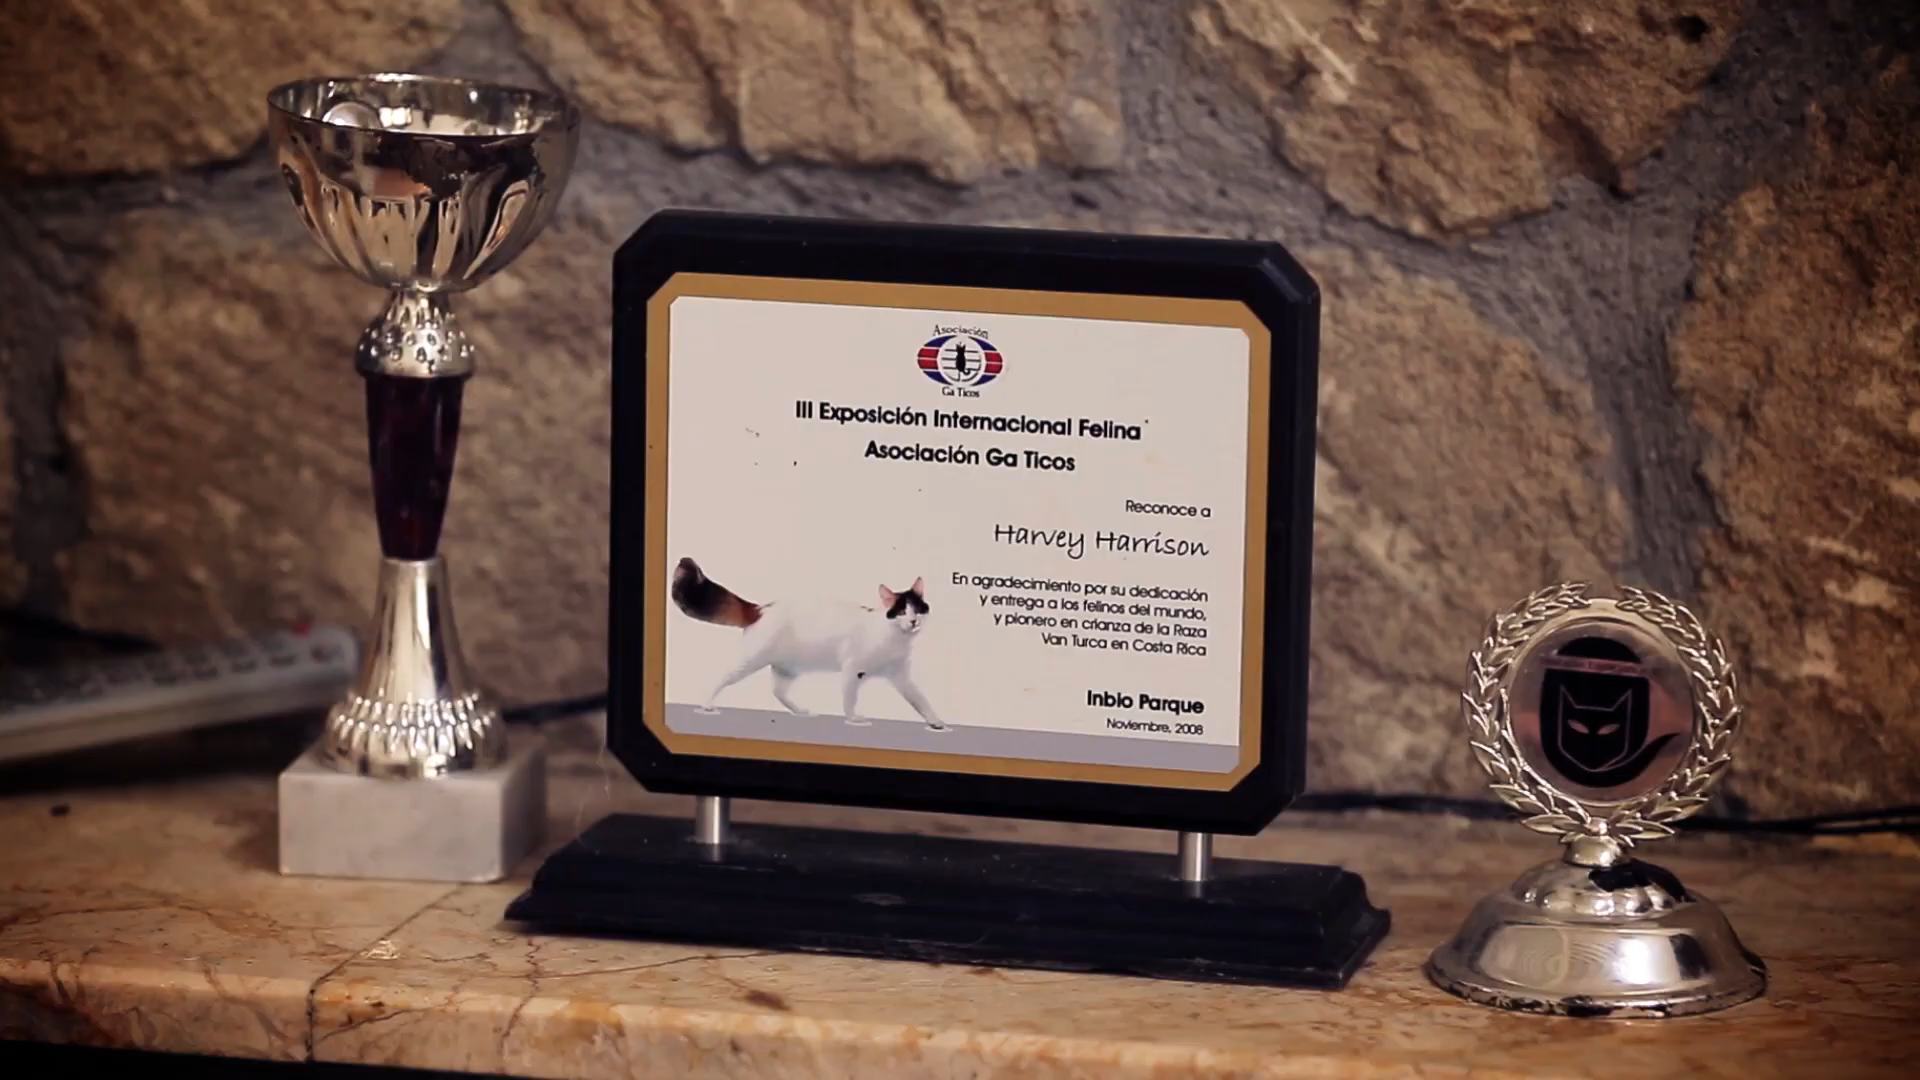 Asociación
Ga Ticos
III Exposición Internacional Felina
Asociación Ga Ticos
Reconoce a
Harvey Harrison
En agradecimiento por su dedicación
y entrega a los felinos del mundo,
y pionero en crianza de la Raza
Van Turca en Costa Rica
Inbio Parque
Noviembre, 2008